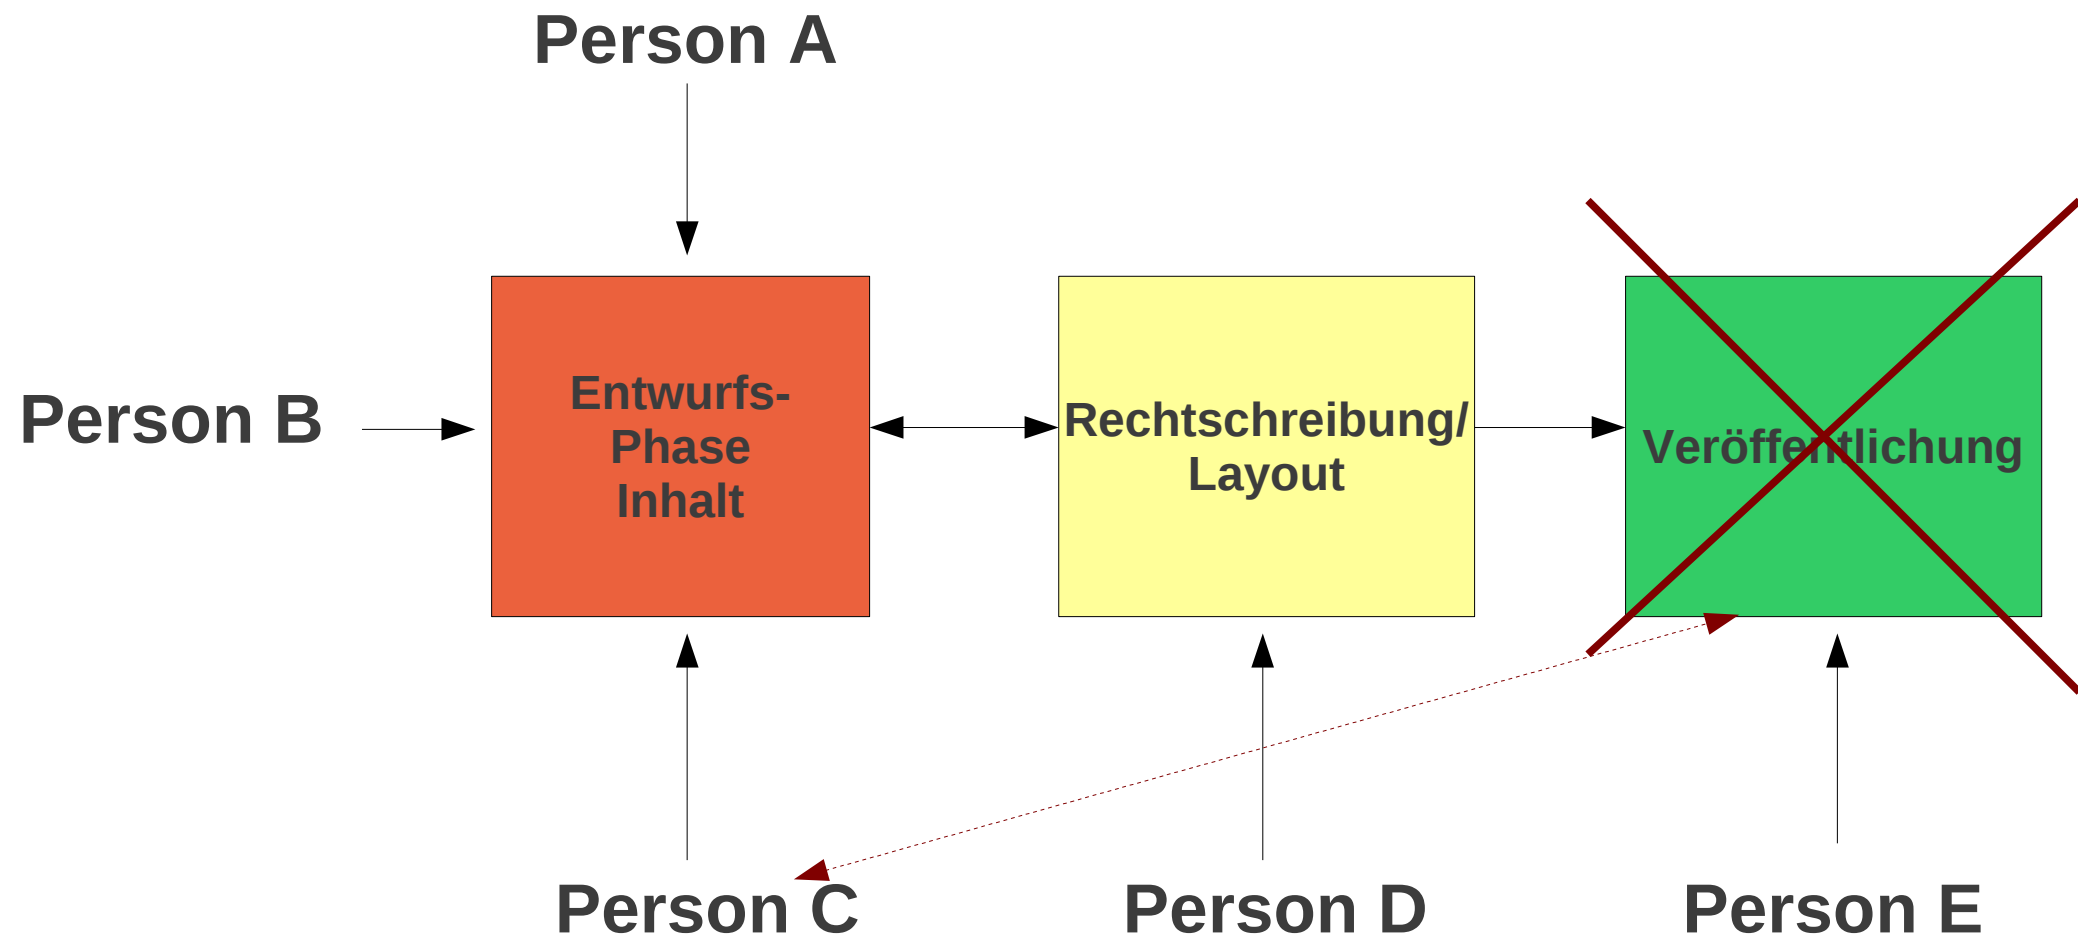 Person A
Person B
Entwurfs-
Phase
Inhalt
Rechtschreibung/
Layout
Veröffentlichung
Person C
Person D
Person E